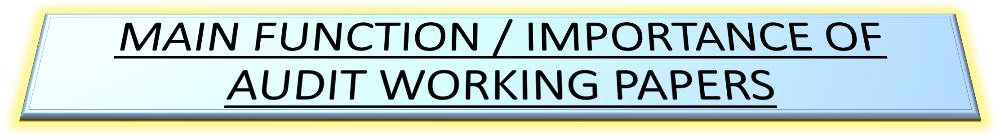 MAIN FUNCTION / IMPORTANCE OF
AUDIT WORKING PAPERS